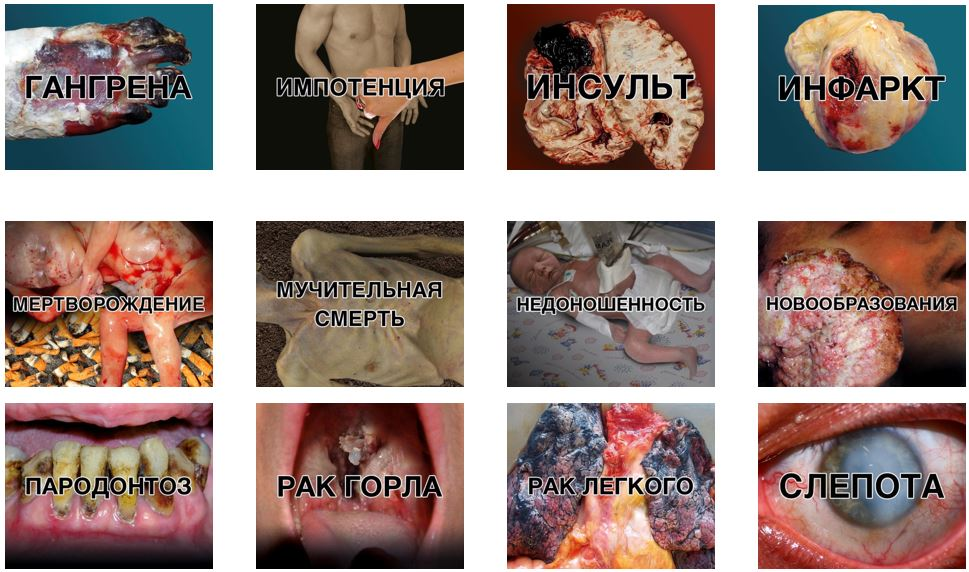 ГАНГРЕНА
ИМПОТЕНЦИЯ
ИНСУЛЬТ
ИНФАРКТ
МЕРТВОРОЖДЕНИЕ
МУЧИТЕЛЬНАЯ
СМЕРТЬ
НЕДОНОШЕННОСТЬ
НОВООБРАЗОВАНИЯ
ПАРОДОНТОЗ
РАК ГОРЛА
РАК ЛЕГКОГО
СЛЕПОТА